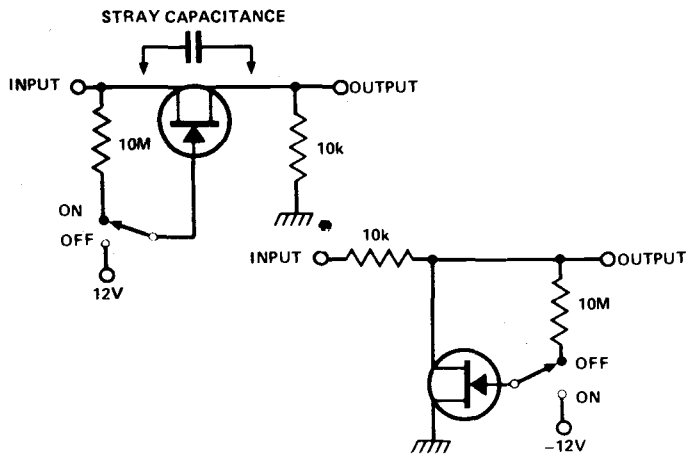 STRAY CAPACITANCE
INPUT
OUTPUT
10M
10k
ON
OFF
12V
INPUT
10k
OUTPUT
10M
OFF
ON
–12V